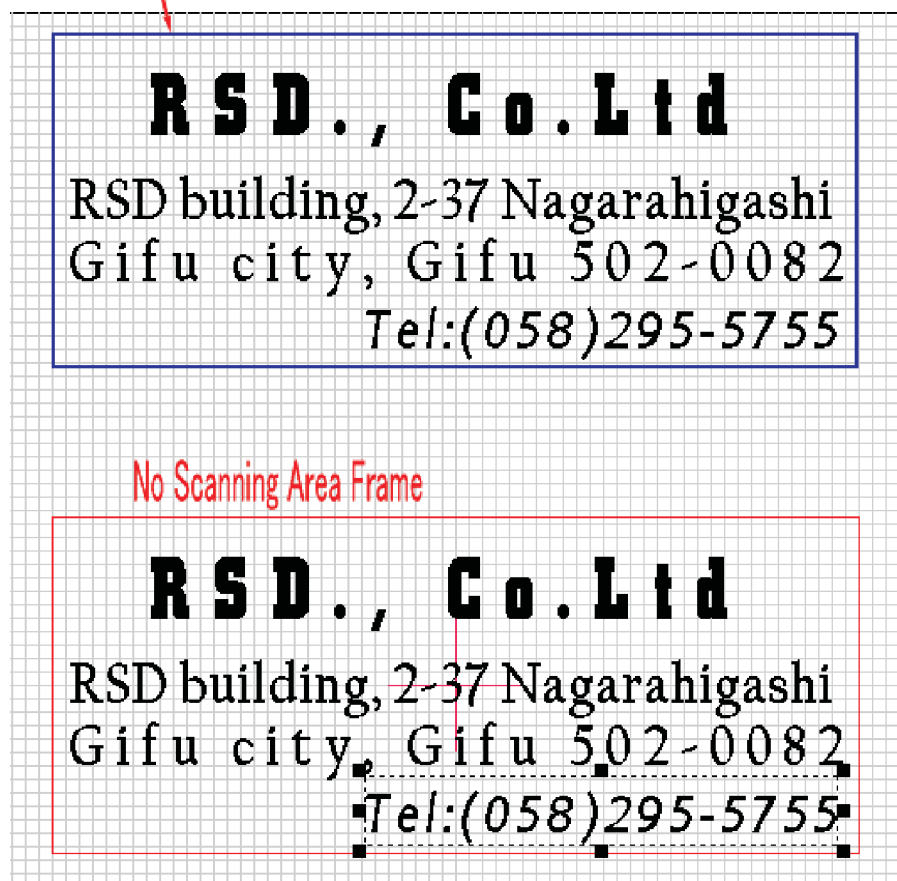 RSD., Co.Ltd
RSD building, 2-37 Nagarahigashi
Gifu city, Gifu 502-0082
Tel:(058)295-5755
No Scanning Area Frame
RSD., Co.Ltd
RSD building, 2-37 Nagarahigashi
Gifu city, Gifu 502-0082
Tel:(058)295-5755